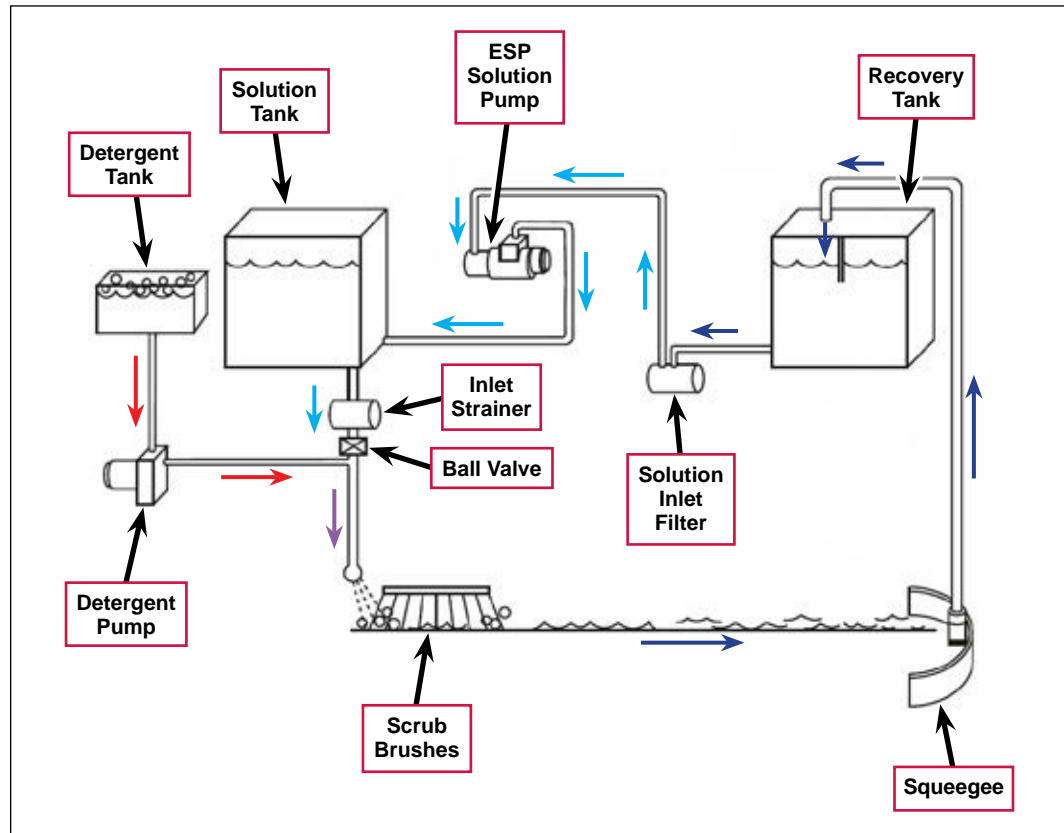 ESP
Solution
Pump
Recovery
Tank
Solution
Tank
Detergent
Tank
Inlet
Strainer
Ball Valve
Solution
Inlet
Filter
Detergent
Pump
Scrub
Brushes
Squeegee